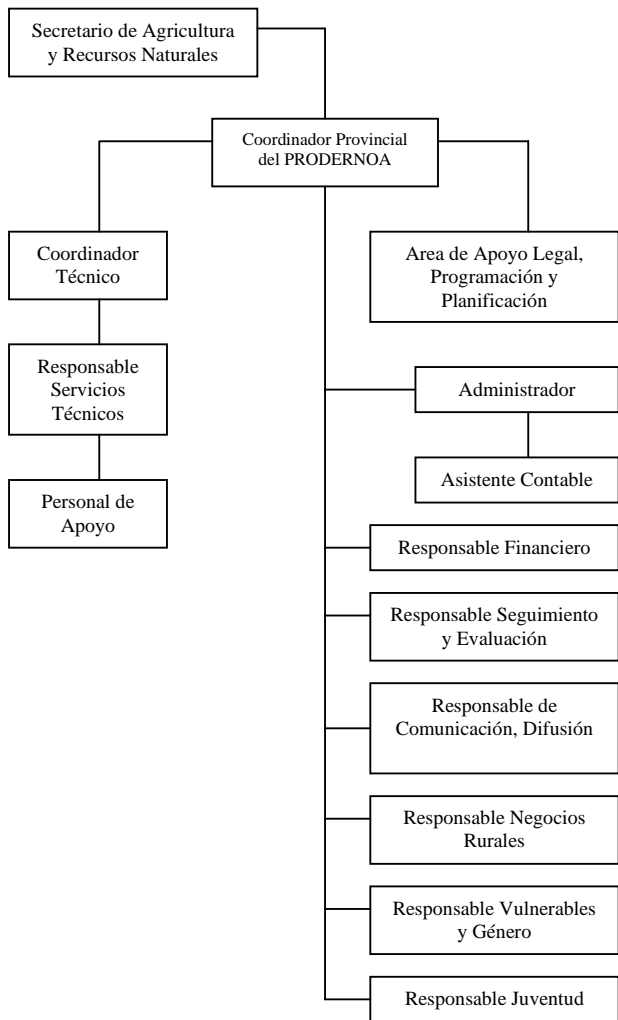 Secretario de Agricultura
y Recursos Naturales
Coordinador Provincial
del PRODERNOA
Coordinador
Técnico
Area de Apoyo Legal,
Programación y
Planificación
Responsable
Servicios
Técnicos
Administrador
Personal de
Apoyo
Asistente Contable
Responsable Financiero
Responsable Seguimiento
y Evaluación
Responsable de
Comunicación, Difusión
Responsable Negocios
Rurales
Responsable Vulnerables
y Género
Responsable Juventud